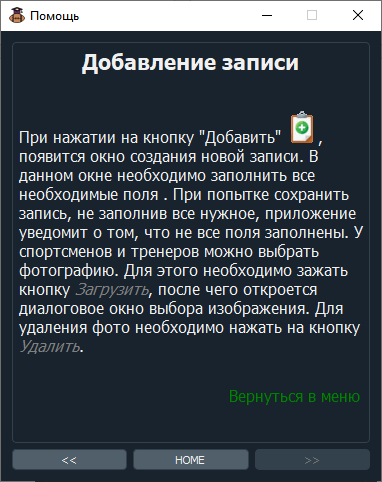 Помощь
Добавление записи
При нажатии на кнопку "Добавить" ,
появится окно создания новой записи. В
данном окне необходимо заполнить все
необходимые поля . При попытке сохранить
запись, не заполнив все нужное, приложение
уведомит о том, что не все поля заполнены. У
спортсменов и тренеров можно выбрать
фотографию. Для этого необходимо зажать
кнопку Загрузить, после чего откроется
диалоговое окно выбора изображения. Для
удаления фото необходимо нажать на кнопку
Удалить.
Вернуться в меню
<< HOME >>